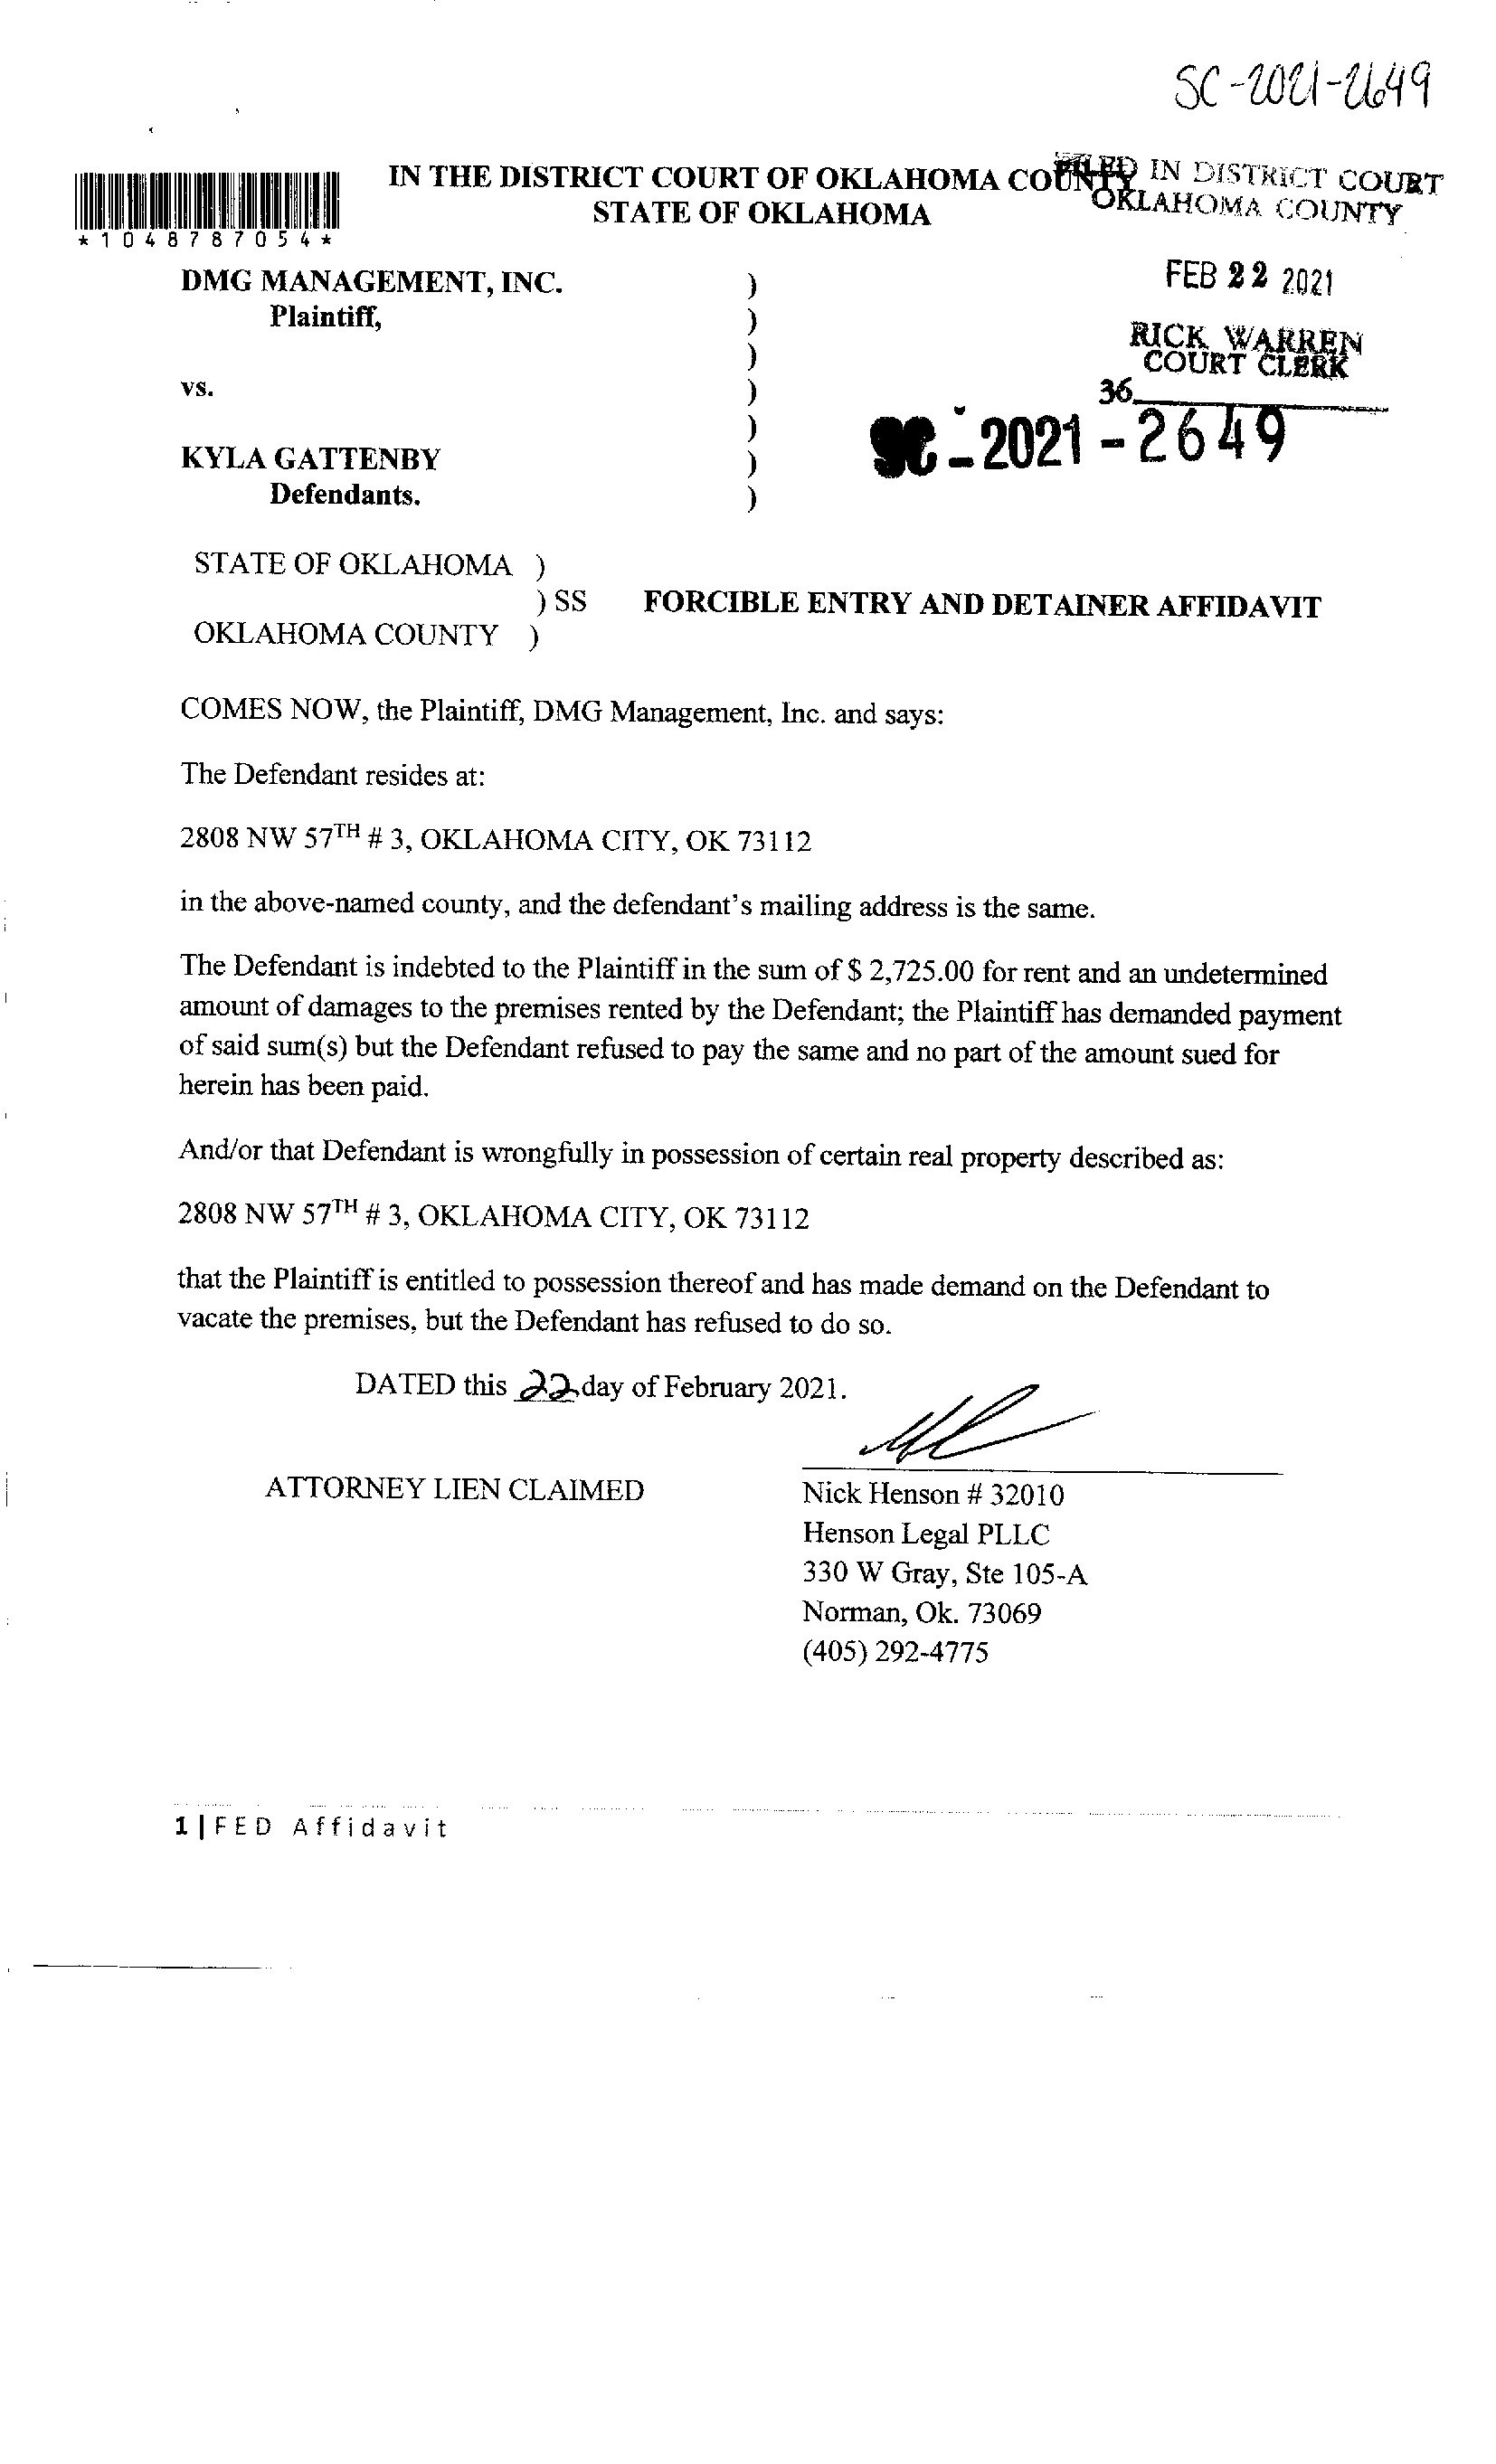 SC-2021-2649
IN THE DISTRICT COURT OF OKLAHOMA COUNTY
STATE OF OKLAHOMA
FILED IN DISTRICT COURT
OKLAHOMA COUNTY
*1048787054*
FEB 22 2021
RICK WARREN
COURT CLERK
36
SC-2021-2649
DMG MANAGEMENT, INC. )
Plaintiff, )
)
vs. )
)
KYLA GATTENBY )
Defendants. )
STATE OF OKLAHOMA )
) SS FORCIBLE ENTRY AND DETAINER AFFIDAVIT
OKLAHOMA COUNTY )
COMES NOW, the Plaintiff, DMG Management, Inc. and says:
The Defendant resides at:
2808 NW 57TH # 3, OKLAHOMA CITY, OK 73112
in the above-named county, and the defendant's mailing address is the same.
The Defendant is indebted to the Plaintiff in the sum of $ 2,725.00 for rent and an undetermined
amount of damages to the premises rented by the Defendant; the Plaintiff has demanded payment
of said sum(s) but the Defendant refused to pay the same and no part of the amount sued for
herein has been paid.
And/or that Defendant is wrongfully in possession of certain real property described as:
2808 NW 57TH # 3, OKLAHOMA CITY, OK 73112
that the Plaintiff is entitled to possession thereof and has made demand on the Defendant to
vacate the premises, but the Defendant has refused to do so.
DATED this 22 day of February 2021.
ATTORNEY LIEN CLAIMED
Nick Henson # 32010
Henson Legal PLLC
330 W Gray, Ste 105-A
Norman, Ok. 73069
(405) 292-4775
1 | FED Affidavit